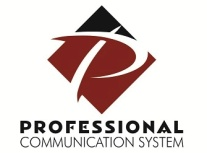 P
PROFESSIONAL
COMMUNICATION SYSTEM